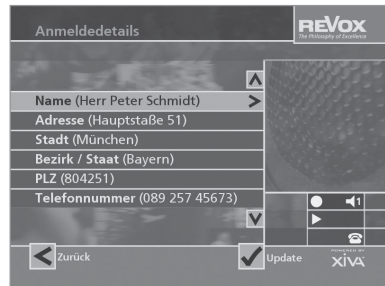 Anmeldedetails
REVOX
The Philosophy of Excellence
Name (Herr Peter Schmidt)
Adresse (Hauptstaße 51)
Stadt (München)
Bezirk / Staat (Bayern)
PLZ (804251)
Telefonnummer (089 257 45673)
1
Zurück
Update
POWERED BY
XiVA